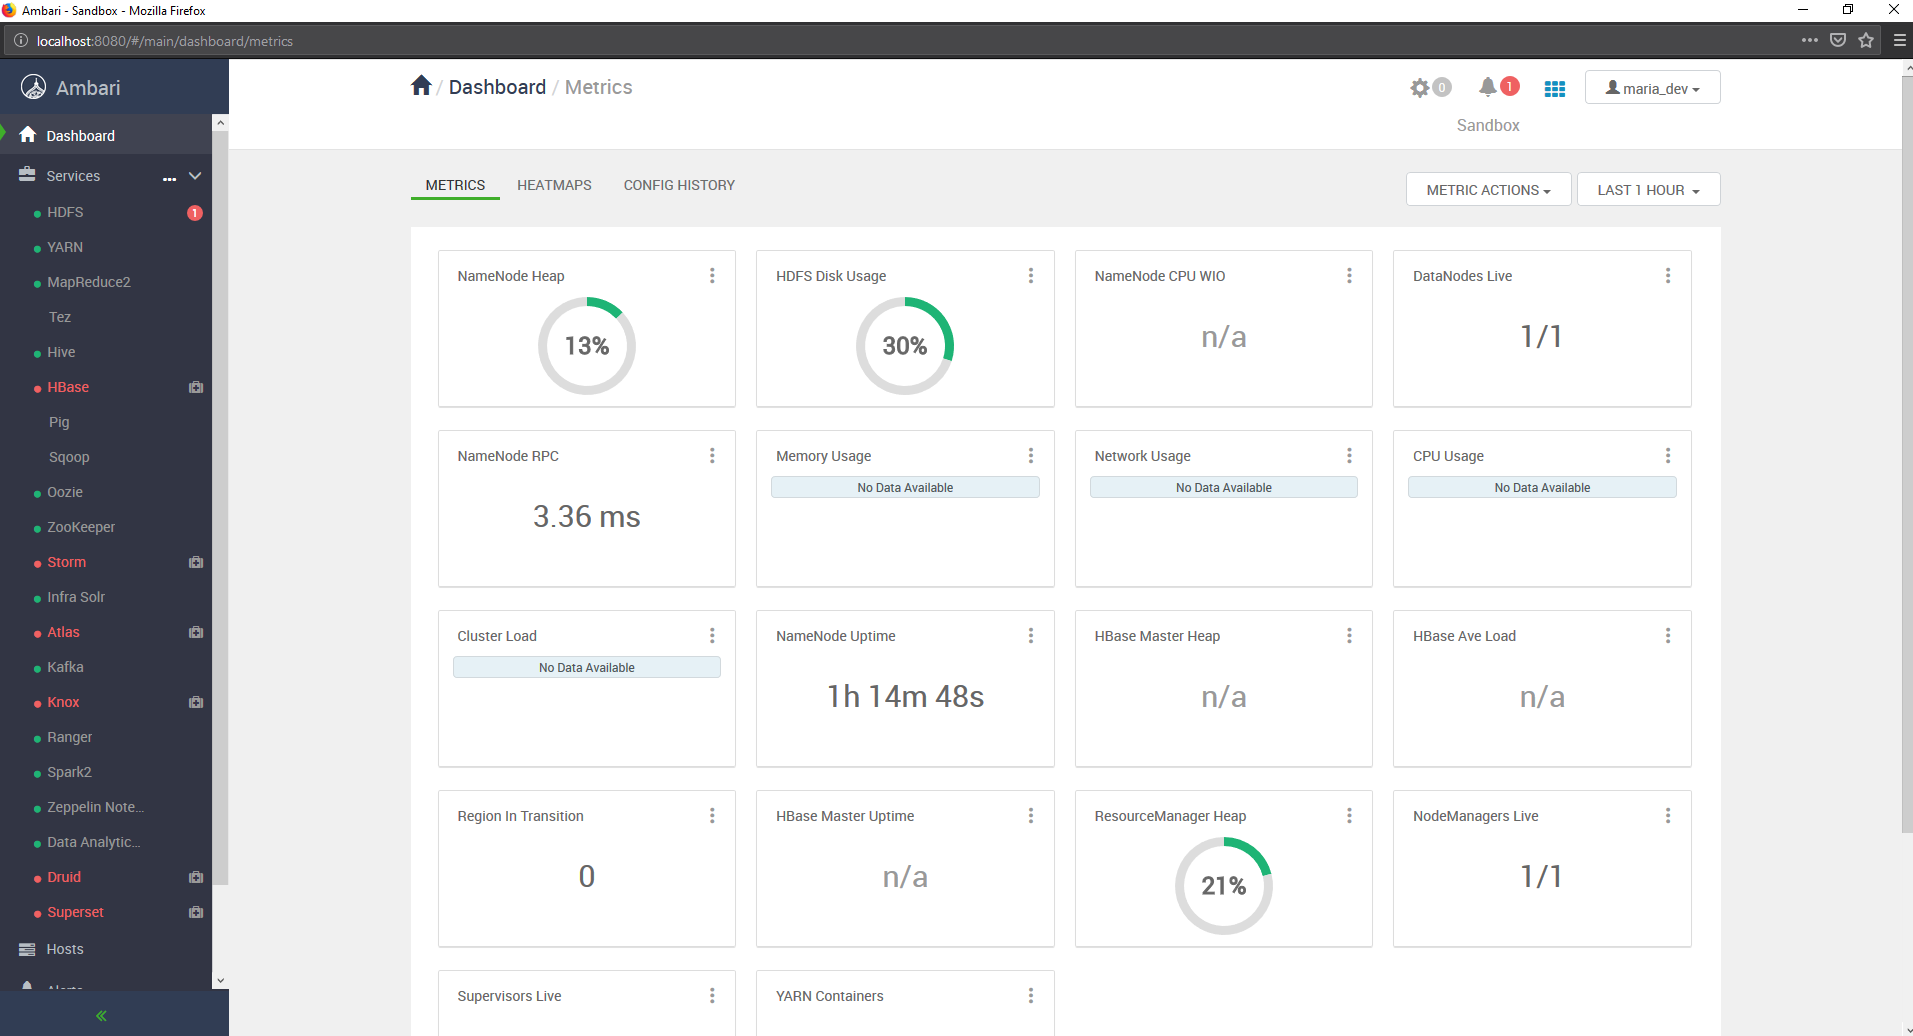 Ambari - Sandbox - Mozilla Firefox
localhost:8080/#/main/dashboard/metrics
Ambari
Dashboard
Services
HDFS 1
YARN
MapReduce2
Tez
Hive
HBase
Pig
Sqoop
Oozie
ZooKeeper
Storm
Infra Solr
Atlas
Kafka
Knox
Ranger
Spark2
Zeppelin Note...
Data Analytic...
Druid
Superset
Hosts
Alerts
/ Dashboard / Metrics
0 1 maria_dev
Sandbox
METRICS HEATMAPS CONFIG HISTORY
METRIC ACTIONS LAST 1 HOUR
NameNode Heap
13%
HDFS Disk Usage
30%
NameNode CPU WIO
n/a
DataNodes Live
1/1
NameNode RPC
3.36 ms
Memory Usage
No Data Available
Network Usage
No Data Available
CPU Usage
No Data Available
Cluster Load
No Data Available
NameNode Uptime
1h 14m 48s
HBase Master Heap
n/a
HBase Ave Load
n/a
Region In Transition
0
HBase Master Uptime
n/a
ResourceManager Heap
21%
NodeManagers Live
1/1
Supervisors Live
YARN Containers